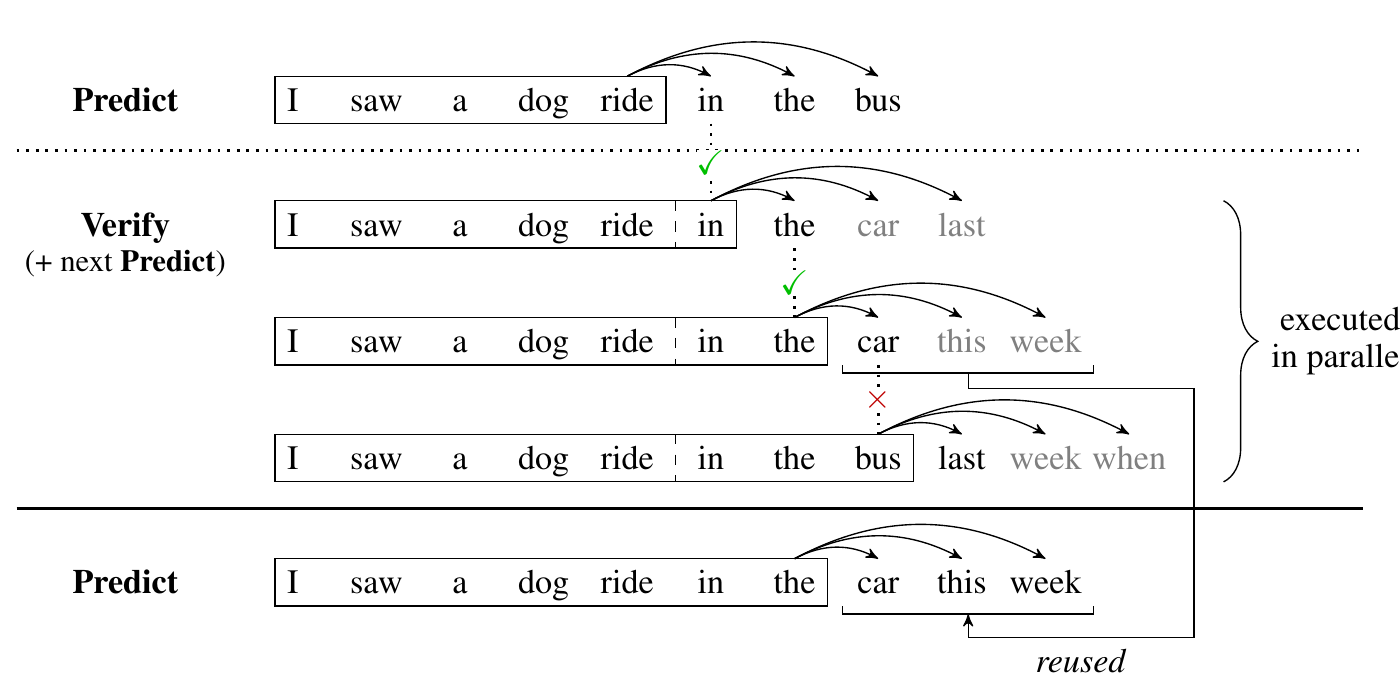 Predict I saw a dog ride in the bus
Verify I saw a dog ride in the car last
(+ next Predict)
I saw a dog ride in the car this week
executed
in paralle
I saw a dog ride in the bus last week when
Predict I saw a dog ride in the car this week
reused